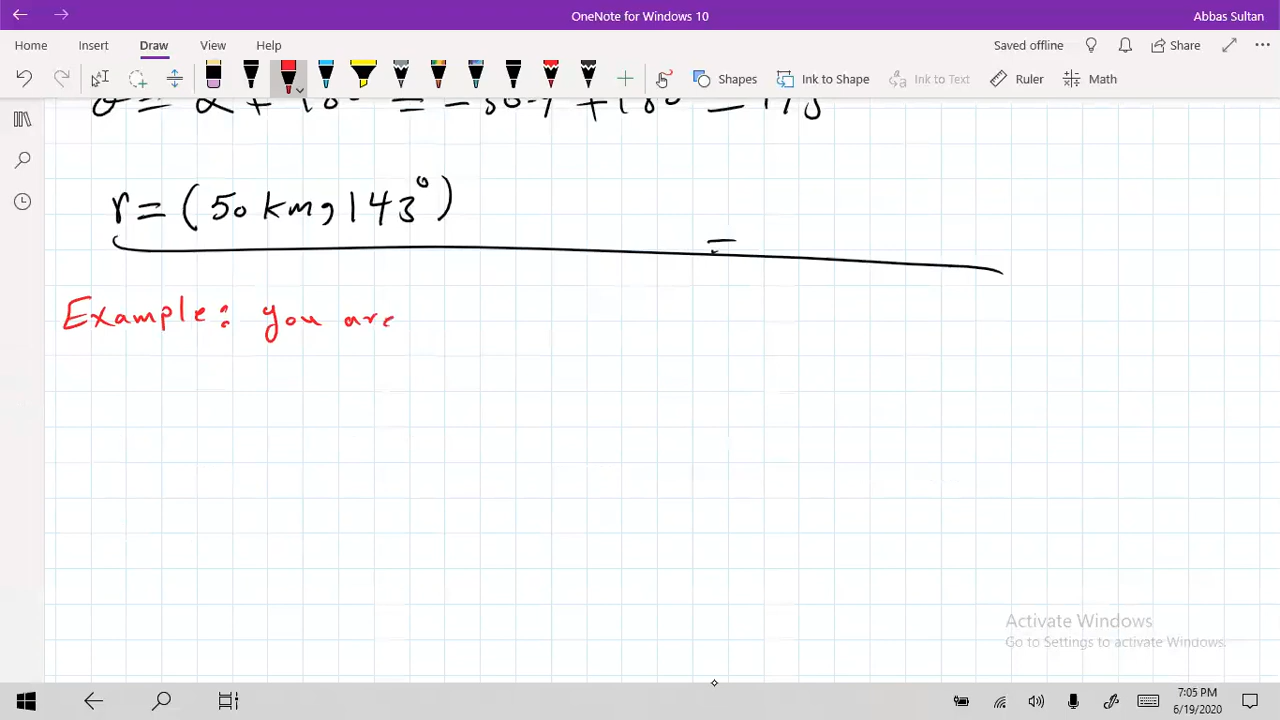 OneNote for Windows 10
Abbas Sultan
Home Insert Draw View Help
Saved offline Share
Shapes Ink to Shape Ink to Text Ruler Math
r = (50 km, 143°)
=
Example: you are
Activate Windows
Go to Settings to activate Windows.
7:05 PM
6/19/2020